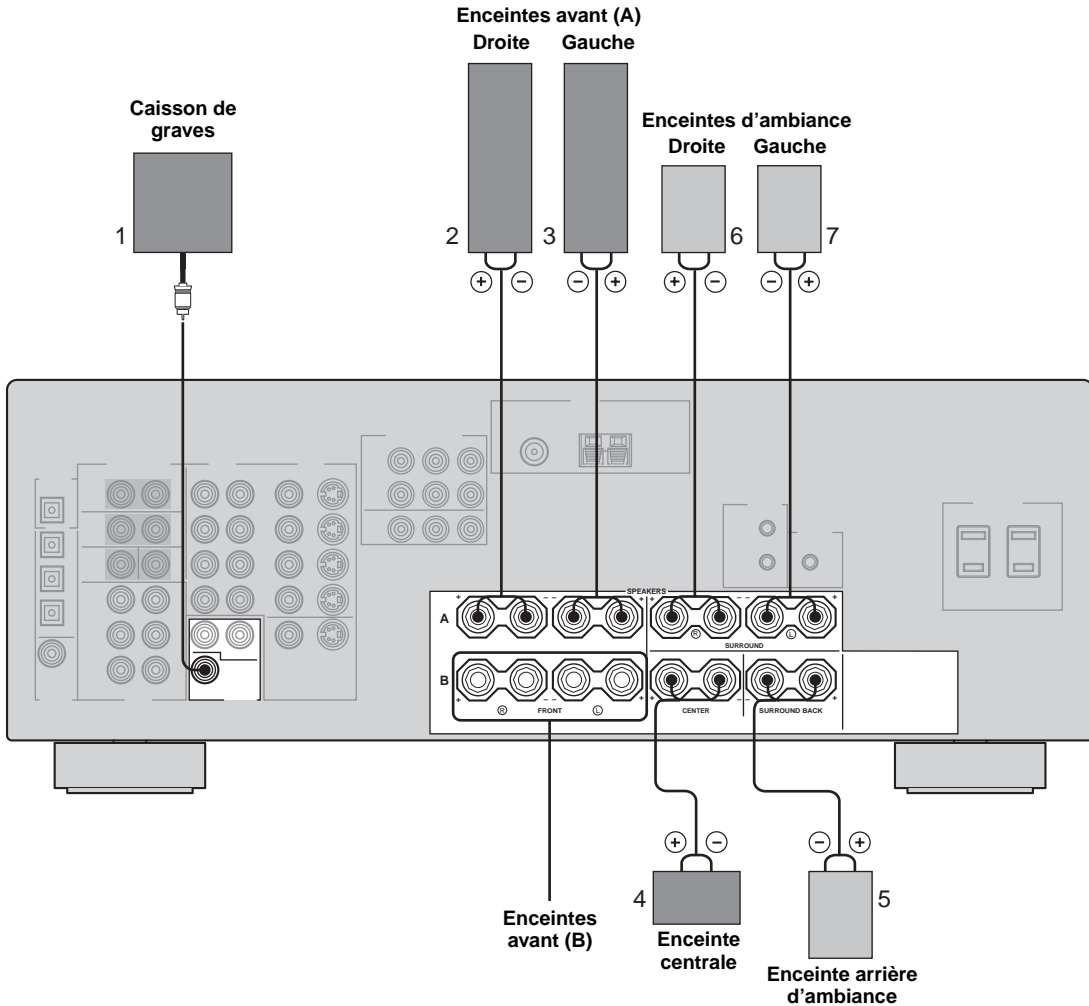 Enceintes avant (A)
Droite Gauche
Caisson de
graves
Enceintes d'ambiance
Droite Gauche
1
2
3
6
7
+ - - + + - - +
SPEAKERS
+ - - + + - - +
A
R L
SURROUND
B
+ - - + + - - +
R FRONT L
CENTER
SURROUND BACK
+ - - +
4
5
Enceintes
avant (B)
Enceinte
centrale
Enceinte arrière
d'ambiance